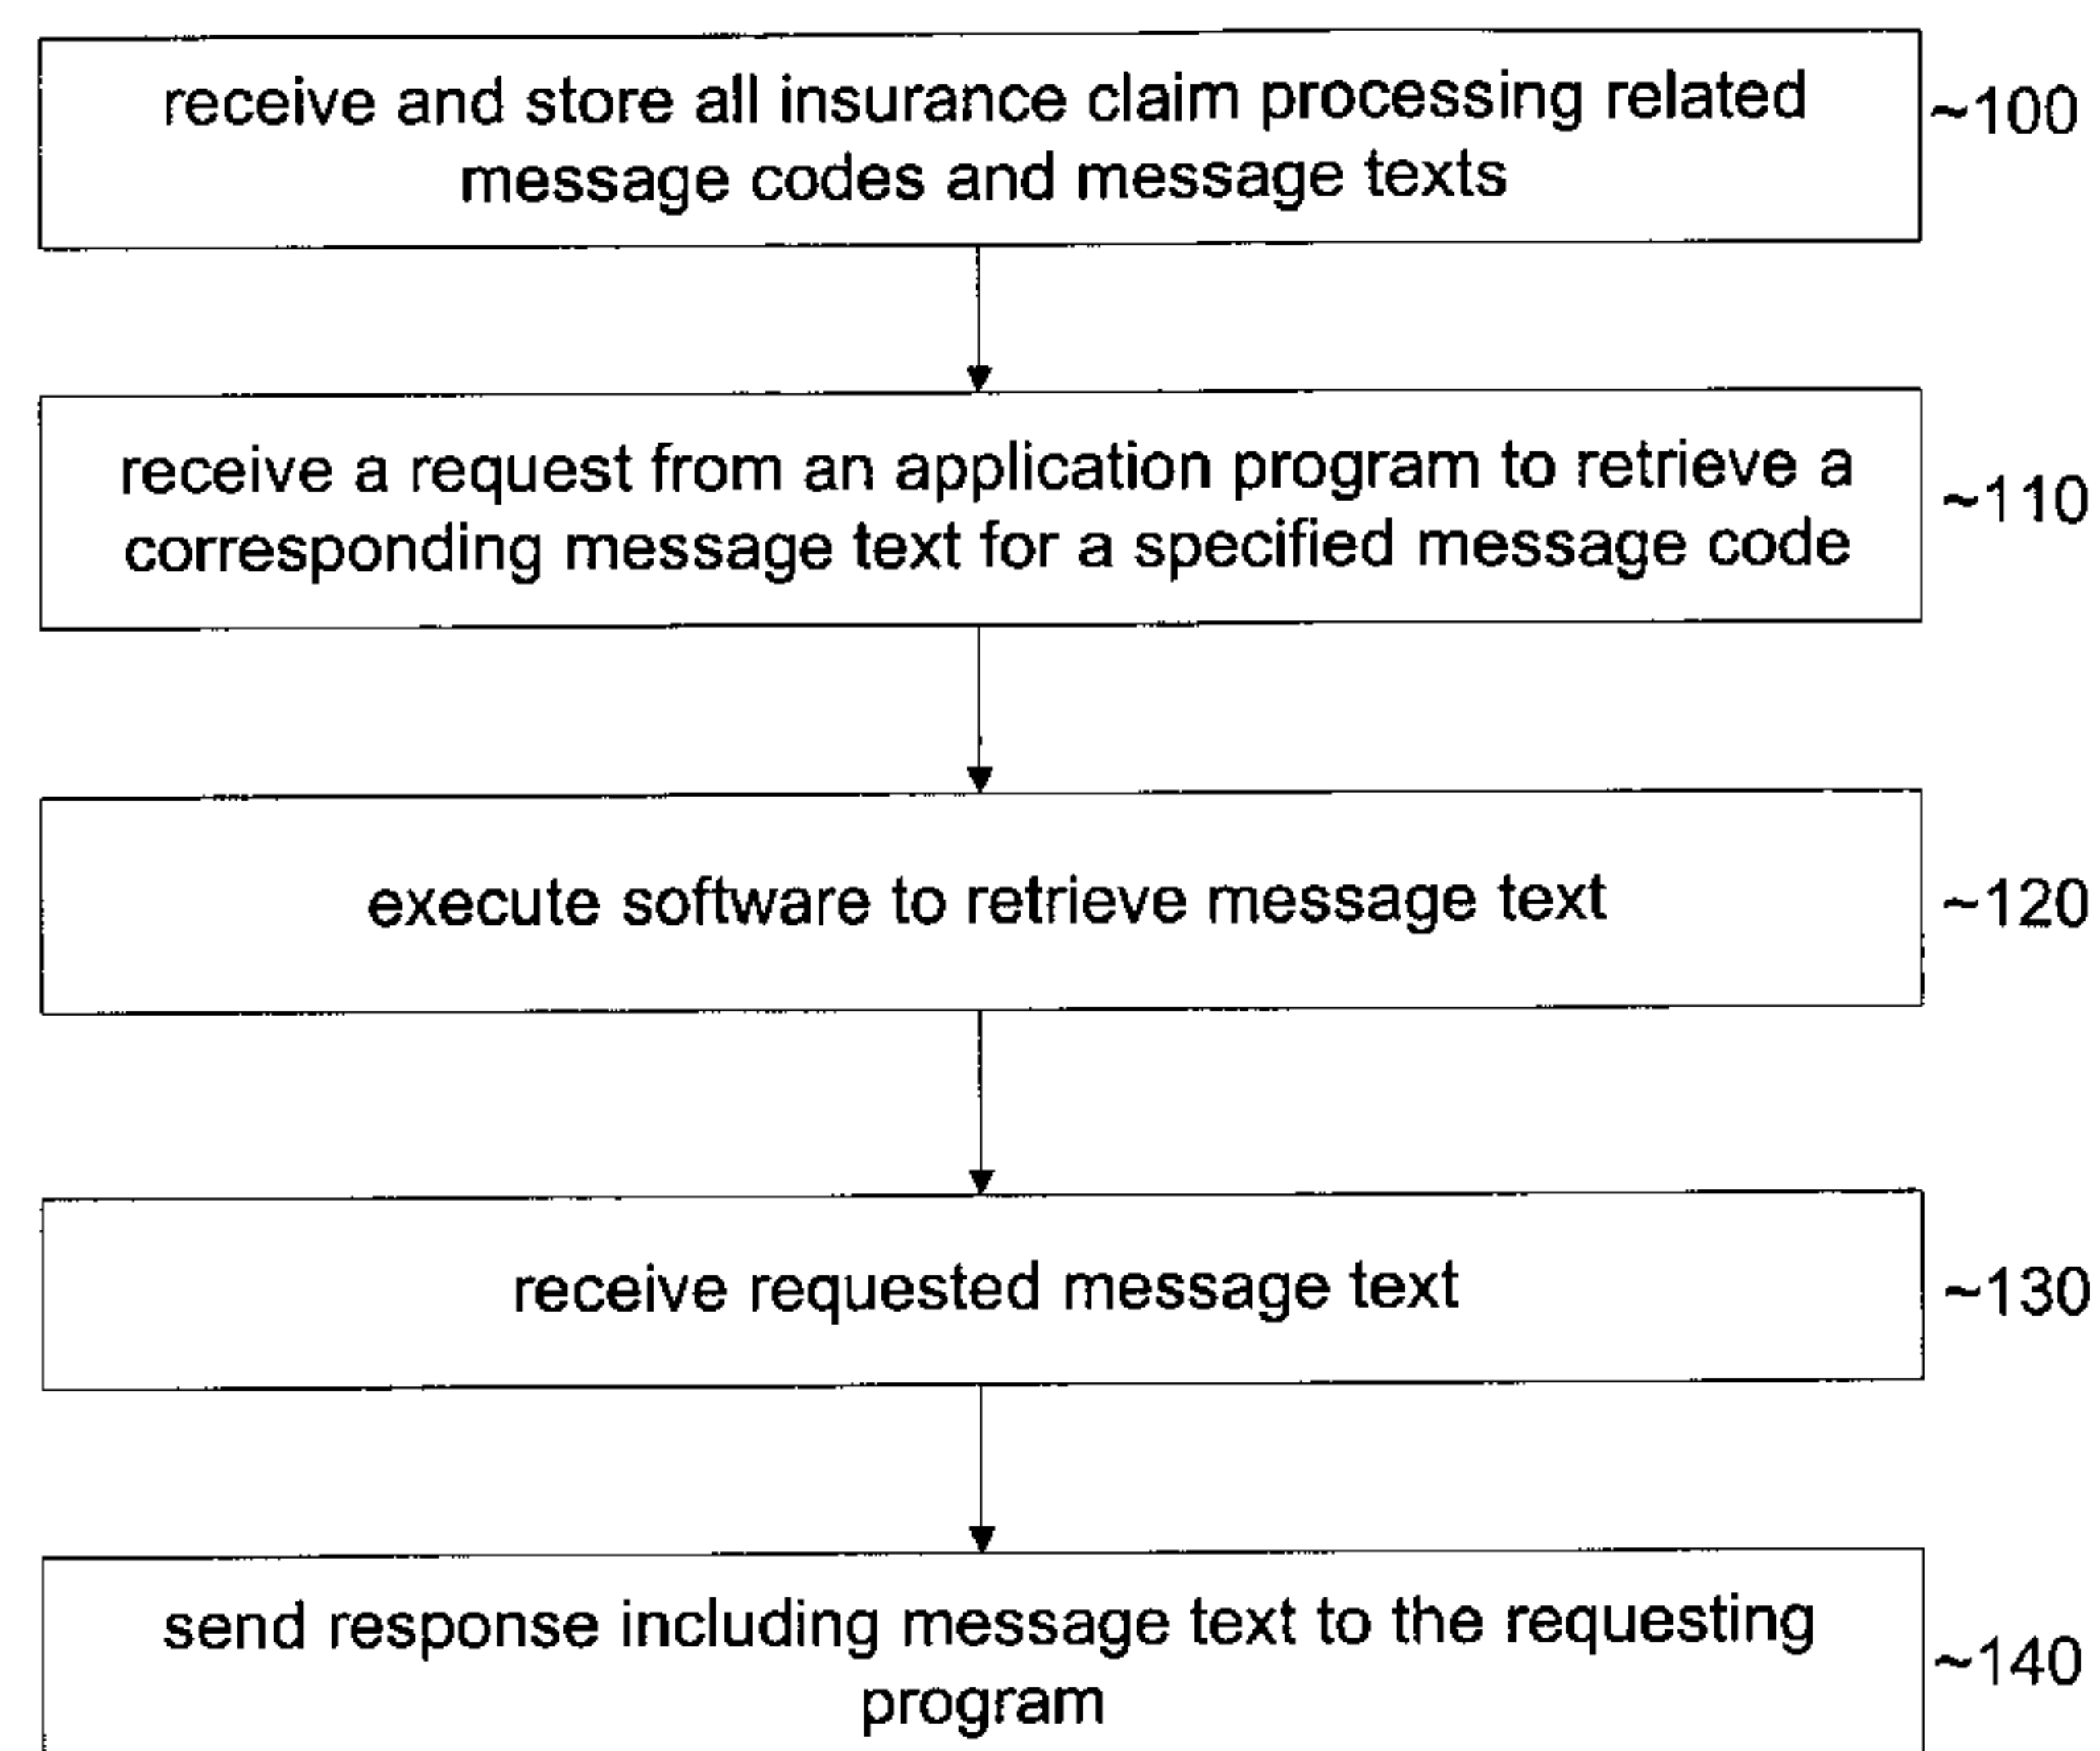 receive and store all insurance claim processing related
message codes and message texts
~100
receive a request from an application program to retrieve a
corresponding message text for a specified message code
~110
execute software to retrieve message text
~120
receive requested message text
~130
send response including message text to the requesting
program
~140